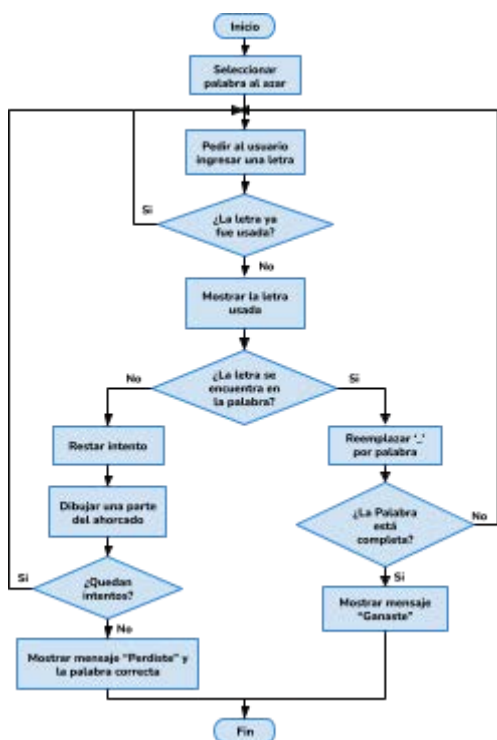 Inicio
Seleccionar
palabra al azar
Pedir al usuario
ingresar una letra
Si
¿La letra ya
fue usada?
No
Mostrar la letra
usada
No
¿La letra se
encuentra en
la palabra?
Si
Restar intento
Reemplazar '_'
por palabra
Dibujar una parte
del ahorcado
¿La Palabra
está
completa?
No
Si
¿Quedan
intentos?
Si
Mostrar mensaje
"Ganaste"
No
Mostrar mensaje "Perdiste" y
la palabra correcta
Fin